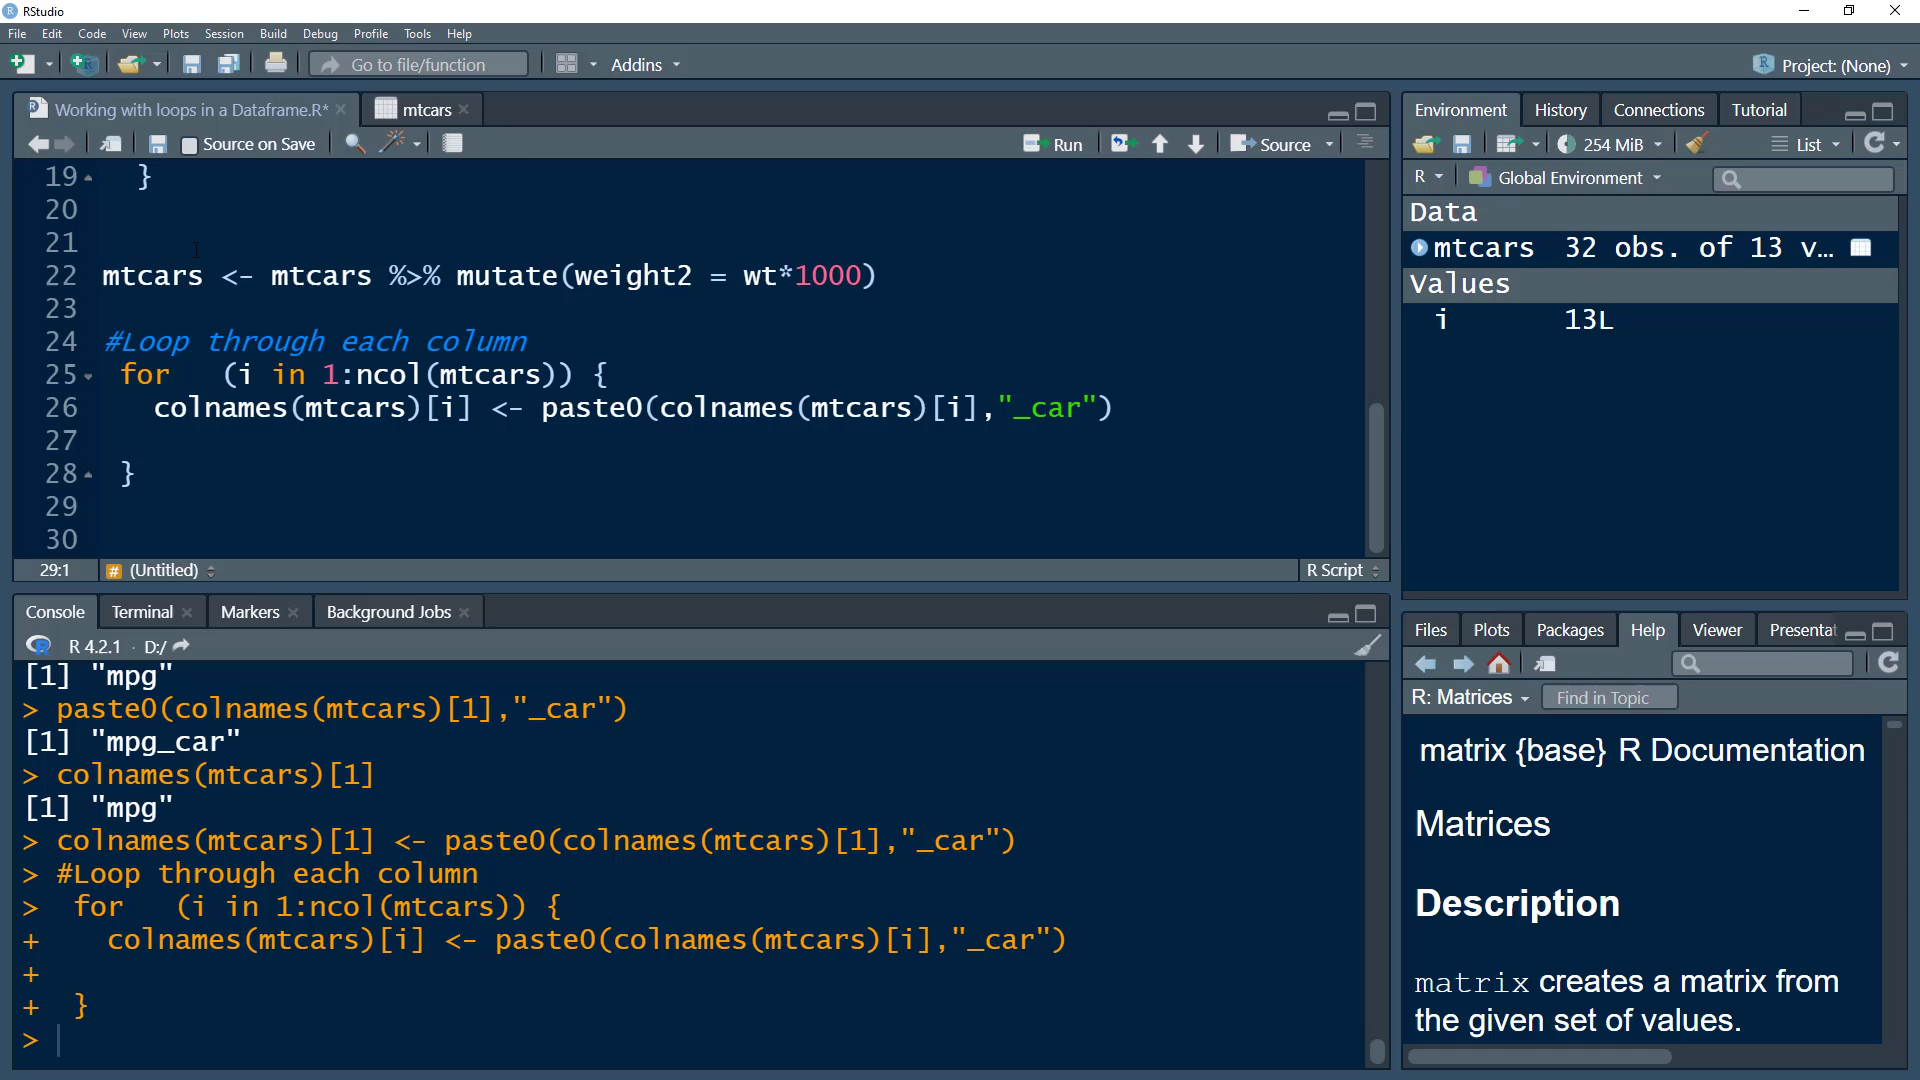 RStudio
File Edit Code View Plots Session Build Debug Profile Tools Help
Go to file/function Addins Project: (None)
Working with loops in a Dataframe.R* mtcars
Source on Save Run Source
19 }
20
21
22 mtcars <- mtcars %>% mutate(weight2 = wt*1000)
23
24 #Loop through each column
25 for (i in 1:ncol(mtcars)) {
26 colnames(mtcars)[i] <- paste0(colnames(mtcars)[i],"_car")
27
28 }
29
30
29:1 # (Untitled) R Script
Console Terminal Markers Background Jobs
R 4.2.1 · D:/
[1] "mpg"
> paste0(colnames(mtcars)[1],"_car")
[1] "mpg_car"
> colnames(mtcars)[1]
[1] "mpg"
> colnames(mtcars)[1] <- paste0(colnames(mtcars)[1],"_car")
> #Loop through each column
> for (i in 1:ncol(mtcars)) {
+ colnames(mtcars)[i] <- paste0(colnames(mtcars)[i],"_car")
+
+ }
>
Environment History Connections Tutorial
254 MiB List
R Global Environment
Data
mtcars 32 obs. of 13 v…
Values
i 13L
Files Plots Packages Help Viewer Presentat
R: Matrices Find in Topic
matrix {base} R Documentation
Matrices
Description
matrix creates a matrix from
the given set of values.